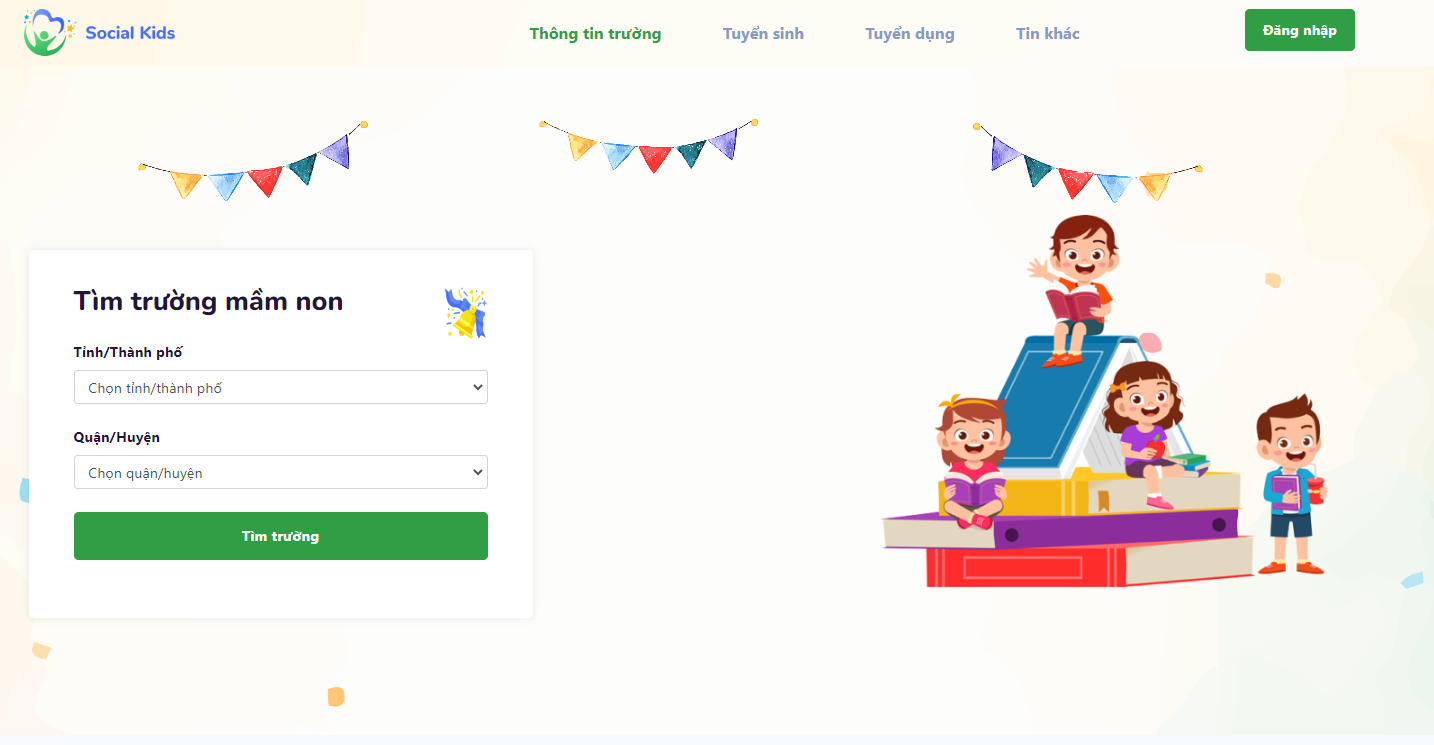 Social Kids
Thông tin trường
Tuyển sinh
Tuyển dụng
Tin khác
Đăng nhập
Tìm trường mầm non
Tỉnh/Thành phố
Chọn tỉnh/thành phố
Quận/Huyện
Chọn quận/huyện
Tìm trường